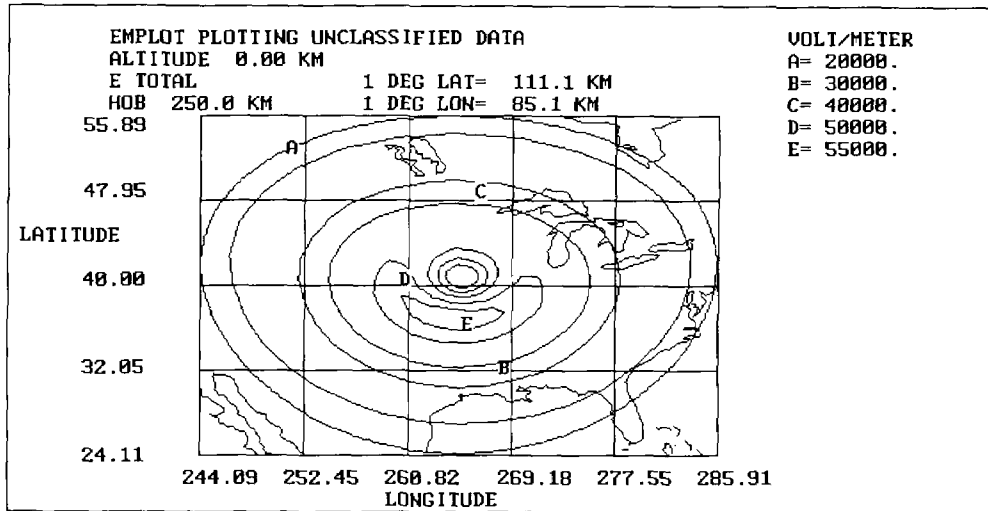 EMPLOT PLOTTING UNCLASSIFIED DATA
ALTITUDE 0.00 KM
E TOTAL 1 DEG LAT= 111.1 KM
HOB 250.0 KM 1 DEG LON= 85.1 KM
VOLT/METER
A= 20000.
B= 30000.
C= 40000.
D= 50000.
E= 55000.
55.89
47.95
LATITUDE
40.00
32.05
24.11
A
C
D
E
B
244.09 252.45 260.82 269.18 277.55 285.91
LONGITUDE